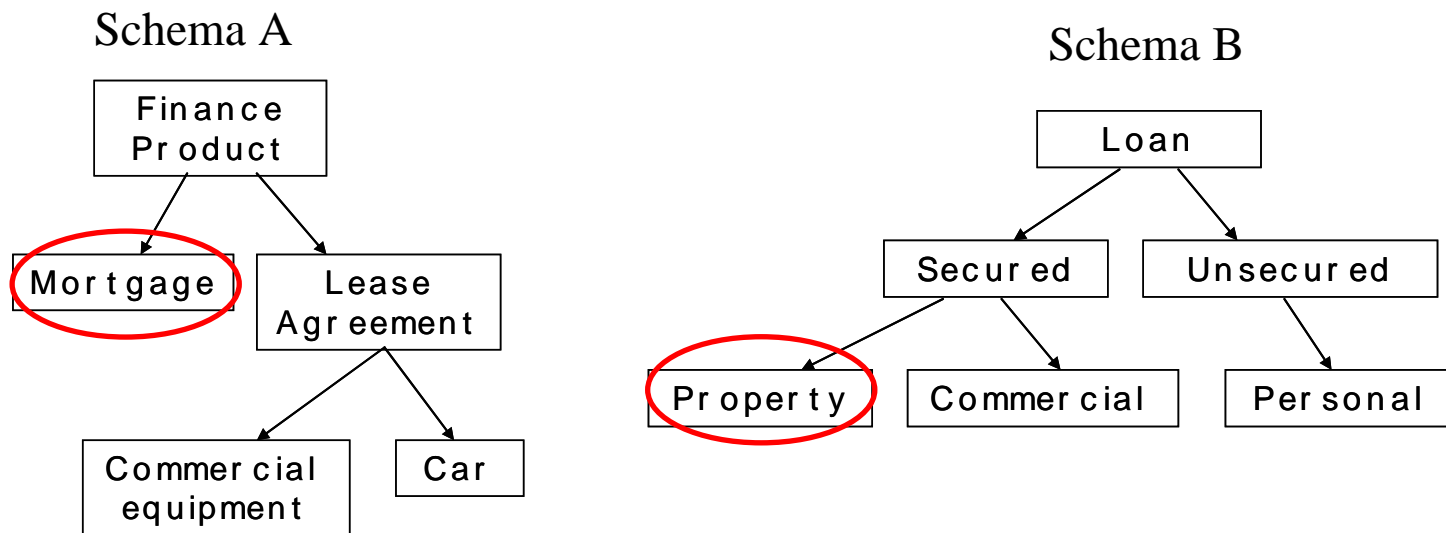 Schema A
Finance
Product
Mortgage
Lease
Agreement
Commercial
equipment
Car
Schema B
Loan
Secured
Unsecured
Property
Commercial
Personal